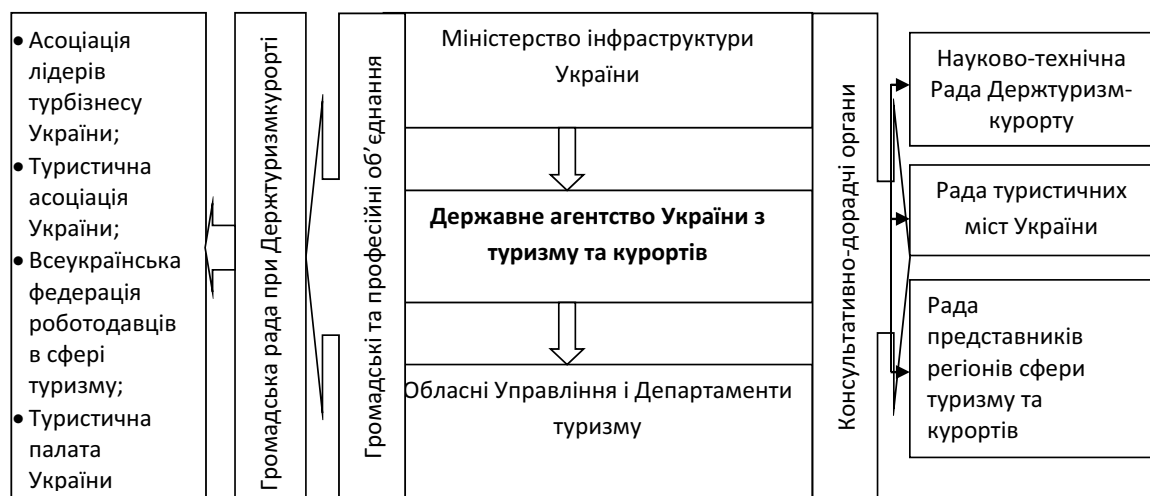 • Асоціація
лідерів
турбізнесу
України;
• Туристична
асоціація
України;
• Всеукраїнська
федерація
роботодавців
в сфері
туризму;
• Туристична
палата
України
Громадська рада при Держтуризмкурорті
Громадські та професійні об’єднання
Міністерство інфраструктури
України
Державне агентство України з
туризму та курортів
Обласні Управління і Департаменти
туризму
Консультативно-дорадчі органи
Науково-технічна
Рада Держтуризм-
курорту
Рада туристичних
міст України
Рада
представників
регіонів сфери
туризму та
курортів